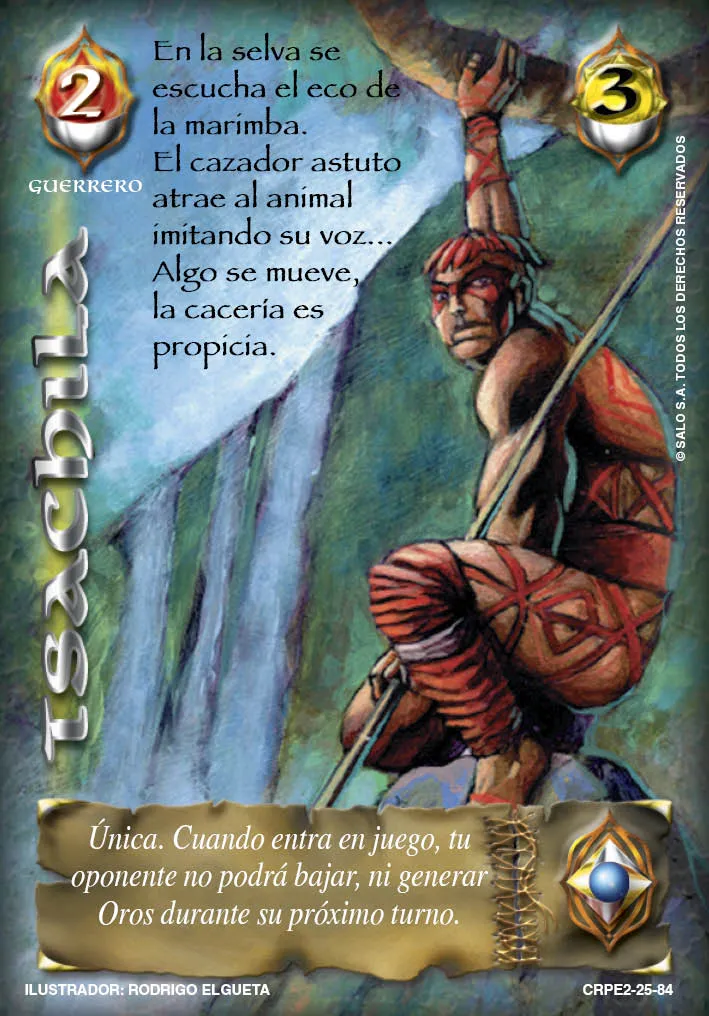 2
3
GUERRERO
En la selva se
escucha el eco de
la marimba.
El cazador astuto
atrae al animal
imitando su voz...
Algo se mueve,
la cacería es
propicia.
TSACHILA
© SALO S.A. TODOS LOS DERECHOS RESERVADOS
Única. Cuando entra en juego, tu
oponente no podrá bajar, ni generar
Oros durante su próximo turno.
ILUSTRADOR: RODRIGO ELGUETA
CRPE2-25-84